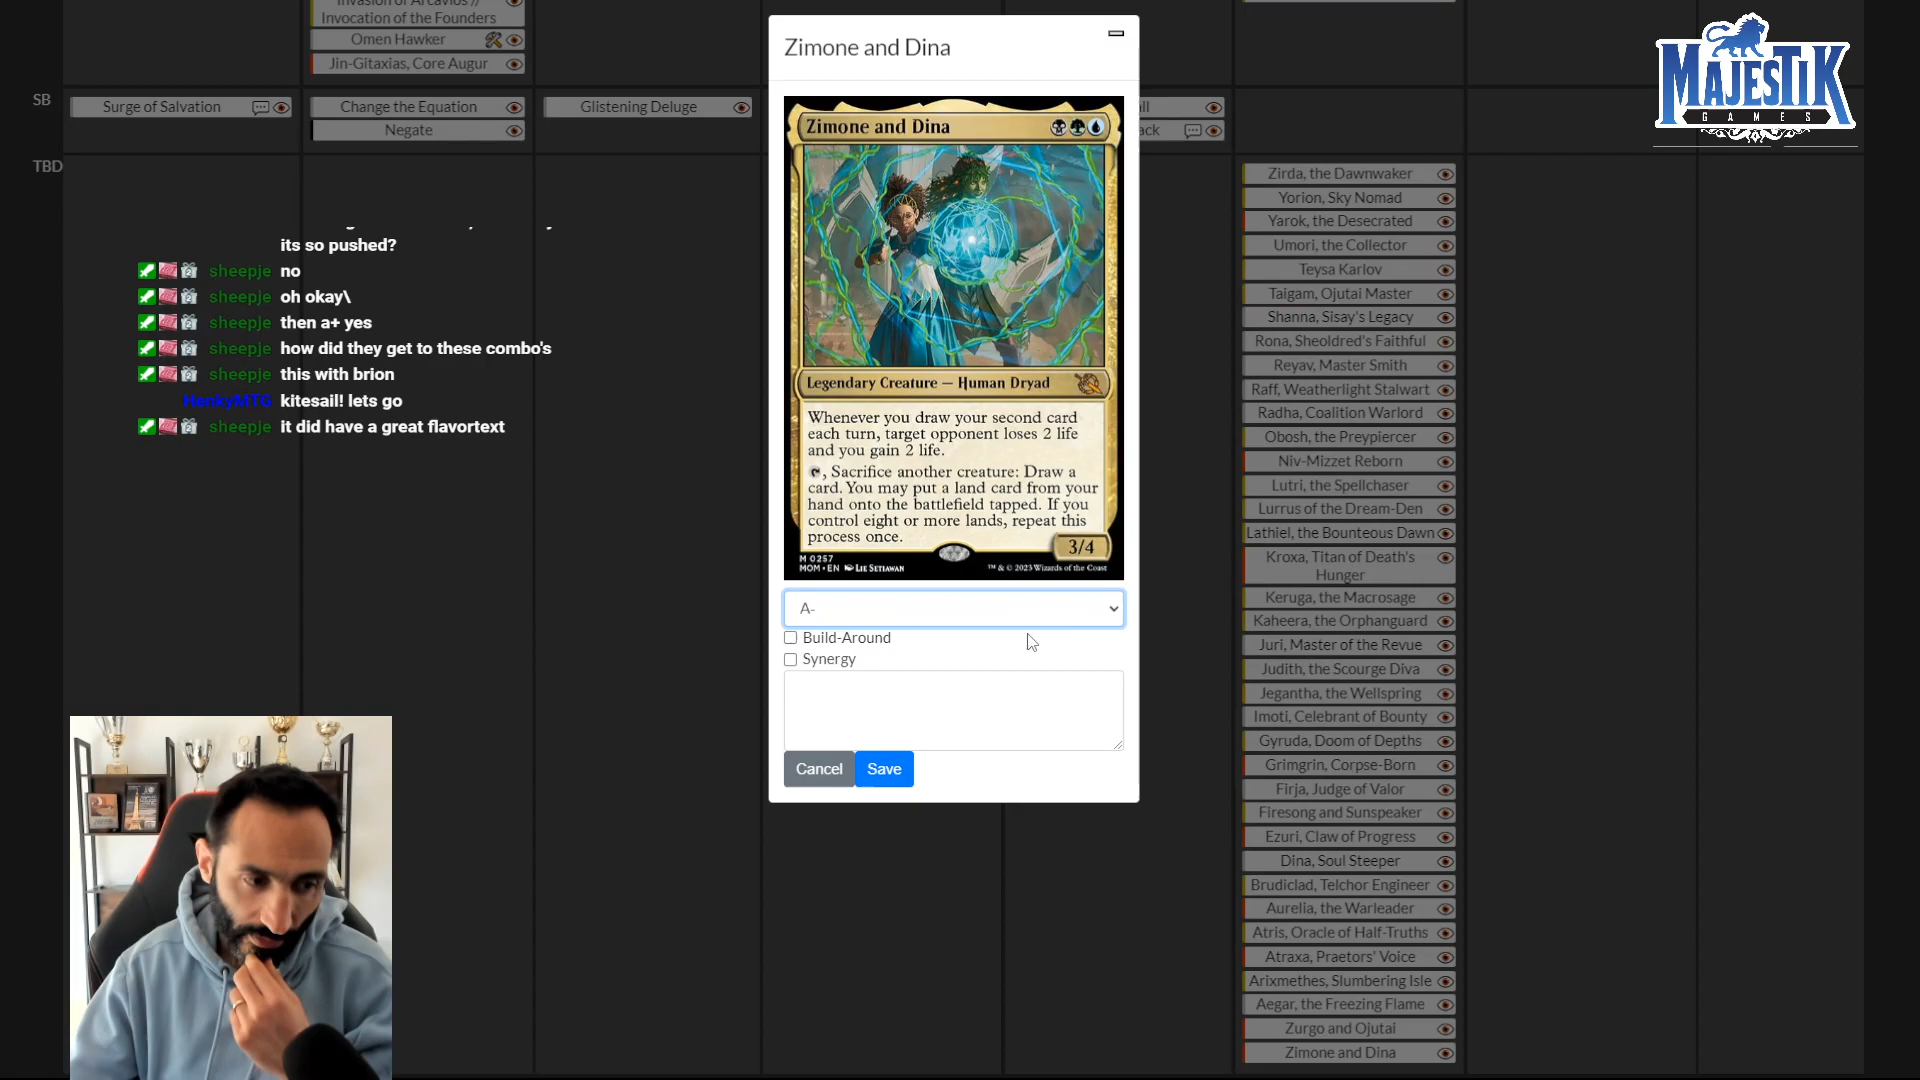 Invocation of the Founders
Omen Hawker
Jin-Gitaxias, Core Augur
SB
Surge of Salvation
Change the Equation
Negate
Glistening Deluge
TBD
its so pushed?
sheepje no
sheepje oh okay\
sheepje then a+ yes
sheepje how did they get to these combo's
sheepje this with brion
HenkyMTG kitesail! lets go
sheepje it did have a great flavortext
Zimone and Dina
Zimone and Dina
Legendary Creature — Human Dryad
Whenever you draw your second card
each turn, target opponent loses 2 life
and you gain 2 life.
, Sacrifice another creature: Draw a
card. You may put a land card from your
hand onto the battlefield tapped. If you
control eight or more lands, repeat this
process once.
3/4
M 0257
MOM • EN LIE SETIAWAN
™ & © 2023 Wizards of the Coast
A-
Build-Around
Synergy
Cancel Save
MAJESTIK
GAMES
Zirda, the Dawnwaker
Yorion, Sky Nomad
Yarok, the Desecrated
Umori, the Collector
Teysa Karlov
Taigam, Ojutai Master
Shanna, Sisay's Legacy
Rona, Sheoldred's Faithful
Reyav, Master Smith
Raff, Weatherlight Stalwart
Radha, Coalition Warlord
Obosh, the Preypiercer
Niv-Mizzet Reborn
Lutri, the Spellchaser
Lurrus of the Dream-Den
Lathiel, the Bounteous Dawn
Kroxa, Titan of Death's
Hunger
Keruga, the Macrosage
Kaheera, the Orphanguard
Juri, Master of the Revue
Judith, the Scourge Diva
Jegantha, the Wellspring
Imoti, Celebrant of Bounty
Gyruda, Doom of Depths
Grimgrin, Corpse-Born
Firja, Judge of Valor
Firesong and Sunspeaker
Ezuri, Claw of Progress
Dina, Soul Steeper
Brudiclad, Telchor Engineer
Aurelia, the Warleader
Atris, Oracle of Half-Truths
Atraxa, Praetors' Voice
Arixmethes, Slumbering Isle
Aegar, the Freezing Flame
Zurgo and Ojutai
Zimone and Dina